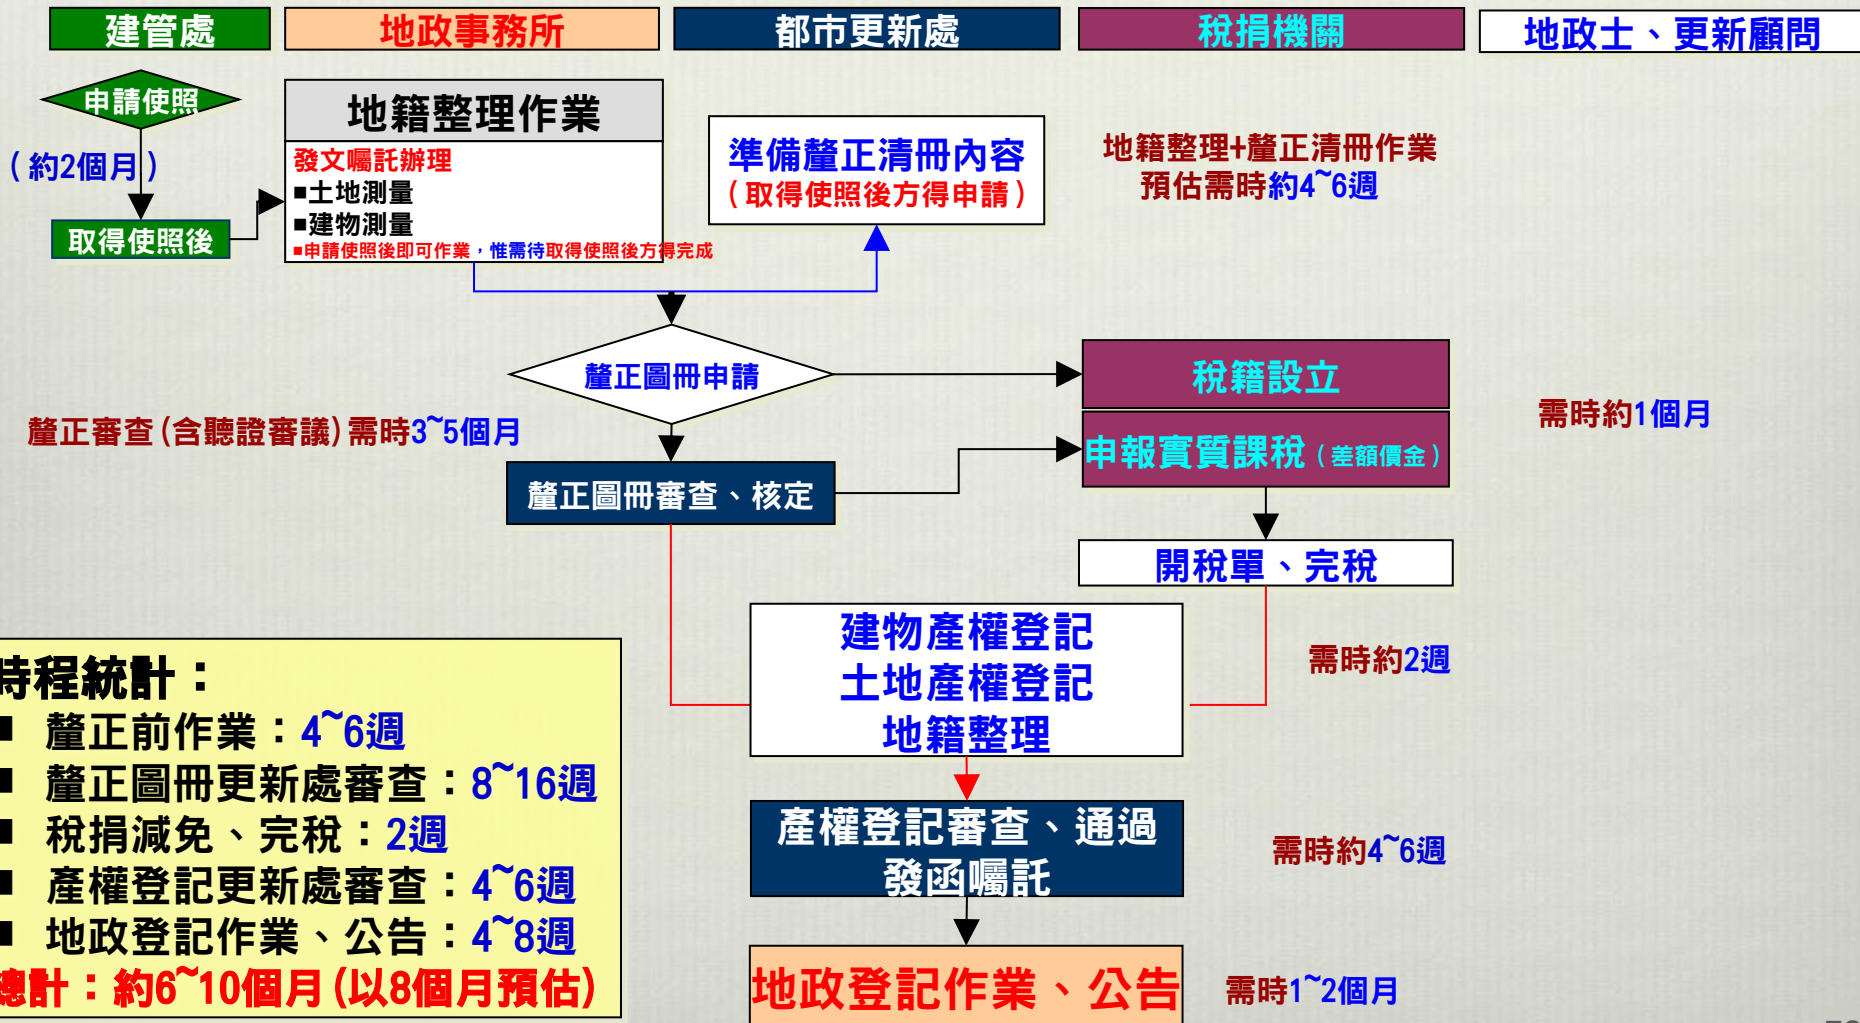 建管處
地政事務所
都市更新處
稅捐機關
地政士、更新顧問
申請使照
(約2個月)
取得使照後
地籍整理作業
發文囑託辦理
■土地測量
■建物測量
■申請使照後即可作業，惟需待取得使照後方得完成
準備釐正清冊內容
(取得使照後方得申請)
地籍整理+釐正清冊作業
預估需時約4~6週
釐正圖冊申請
稅籍設立
申報實質課稅(差額價金)
需時約1個月
釐正審查(含聽證審議)需時3~5個月
釐正圖冊審查、核定
開稅單、完稅
建物產權登記
土地產權登記
地籍整理
需時約2週
產權登記審查、通過
發函囑託
需時約4~6週
地政登記作業、公告
需時1~2個月
時程統計：
■ 釐正前作業：4~6週
■ 釐正圖冊更新處審查：8~16週
■ 稅捐減免、完稅：2週
■ 產權登記更新處審查：4~6週
■ 地政登記作業、公告：4~8週
總計：約6~10個月(以8個月預估)